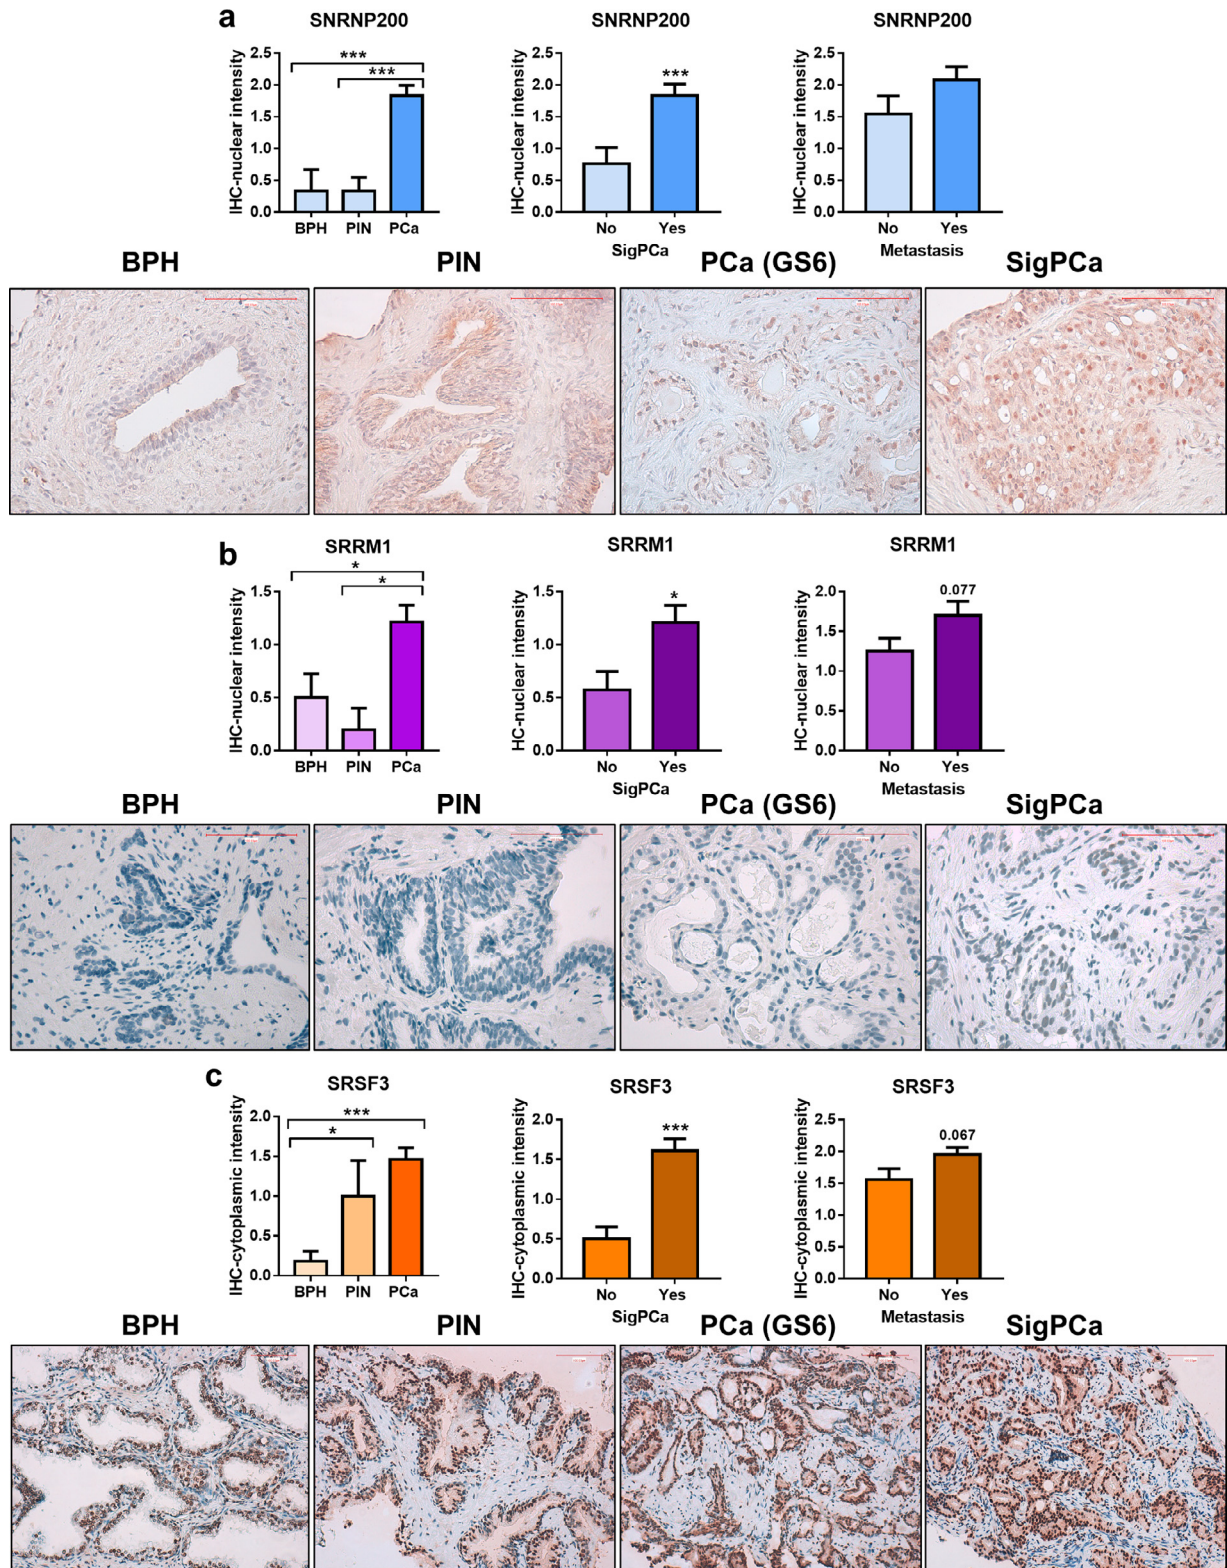 a
SNRNP200
SNRNP200
SNRNP200
IHC-nuclear intensity
2.5
2.0
1.5
1.0
0.5
0.0
***
***
BPH PIN PCa
IHC-nuclear intensity
2.5
2.0
1.5
1.0
0.5
0.0
***
No Yes
SigPCa
IHC-nuclear intensity
2.5
2.0
1.5
1.0
0.5
0.0
No Yes
Metastasis
BPH
PIN
PCa (GS6)
SigPCa
b
SRRM1
SRRM1
SRRM1
IHC-nuclear intensity
1.5
1.0
0.5
0.0
*
*
BPH PIN PCa
HC-nuclear intensity
1.5
1.0
0.5
0.0
*
No Yes
SigPCa
HC-nuclear intensity
2.0
1.5
1.0
0.5
0.0
0.077
No Yes
Metastasis
BPH
PIN
PCa (GS6)
SigPCa
c
SRSF3
SRSF3
SRSF3
IHC-cytoplasmic intensity
2.0
1.5
1.0
0.5
0.0
***
*
BPH PIN PCa
IHC-cytoplasmic intensity
2.0
1.5
1.0
0.5
0.0
***
No Yes
SigPCa
IHC-cytoplasmic intensity
2.5
2.0
1.5
1.0
0.5
0.0
0.067
No Yes
Metastasis
BPH
PIN
PCa (GS6)
SigPCa